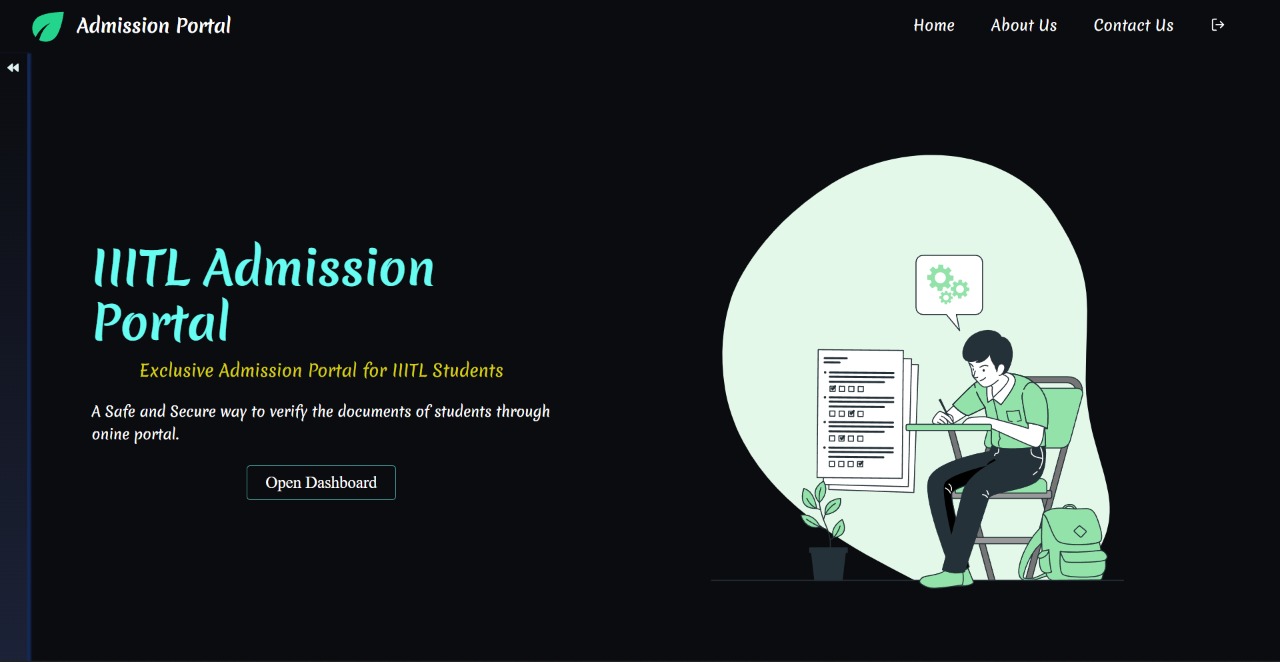 Admission Portal
Home
About Us
Contact Us
IIITL Admission
Portal
Exclusive Admission Portal for IIITL Students
A Safe and Secure way to verify the documents of students through
onine portal.
Open Dashboard